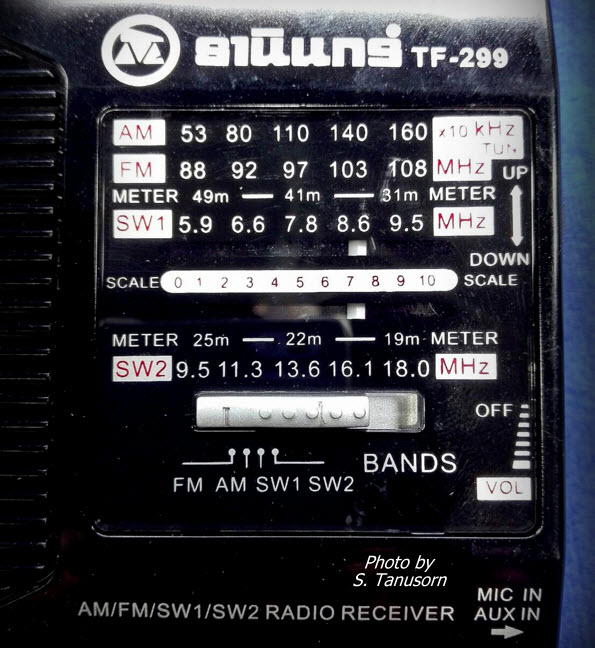 ธานินทร์ TF-299
AM 53 80 110 140 160 x10 kHz
TUN
FM 88 92 97 103 108 MHz UP
METER 49m 41m 31m METER
SW1 5.9 6.6 7.8 8.6 9.5 MHz
DOWN
SCALE 0 1 2 3 4 5 6 7 8 9 10 SCALE
METER 25m 22m 19m METER
SW2 9.5 11.3 13.6 16.1 18.0 MHz
OFF
BANDS
FM AM SW1 SW2
VOL
Photo by
S. Tanusorn
MIC IN
AM/FM/SW1/SW2 RADIO RECEIVER AUX IN